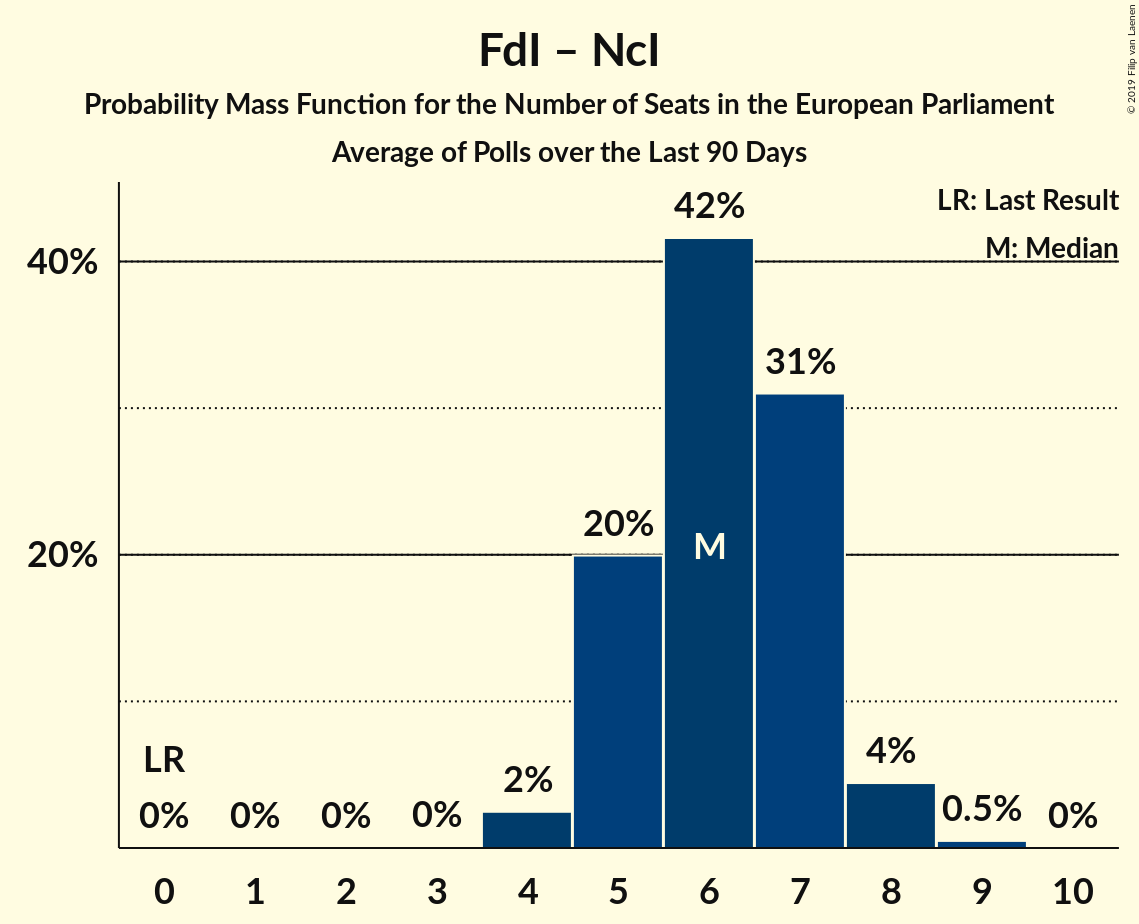 FdI – NcI
Probability Mass Function for the Number of Seats in the European Parliament
Average of Polls over the Last 90 Days
© 2019 Filip van Laenen
LR: Last Result
M: Median
42%
40%
31%
20%
20%
M
LR
0%
0%
0%
0%
2%
4%
0.5%
0%
0 1 2 3 4 5 6 7 8 9 10